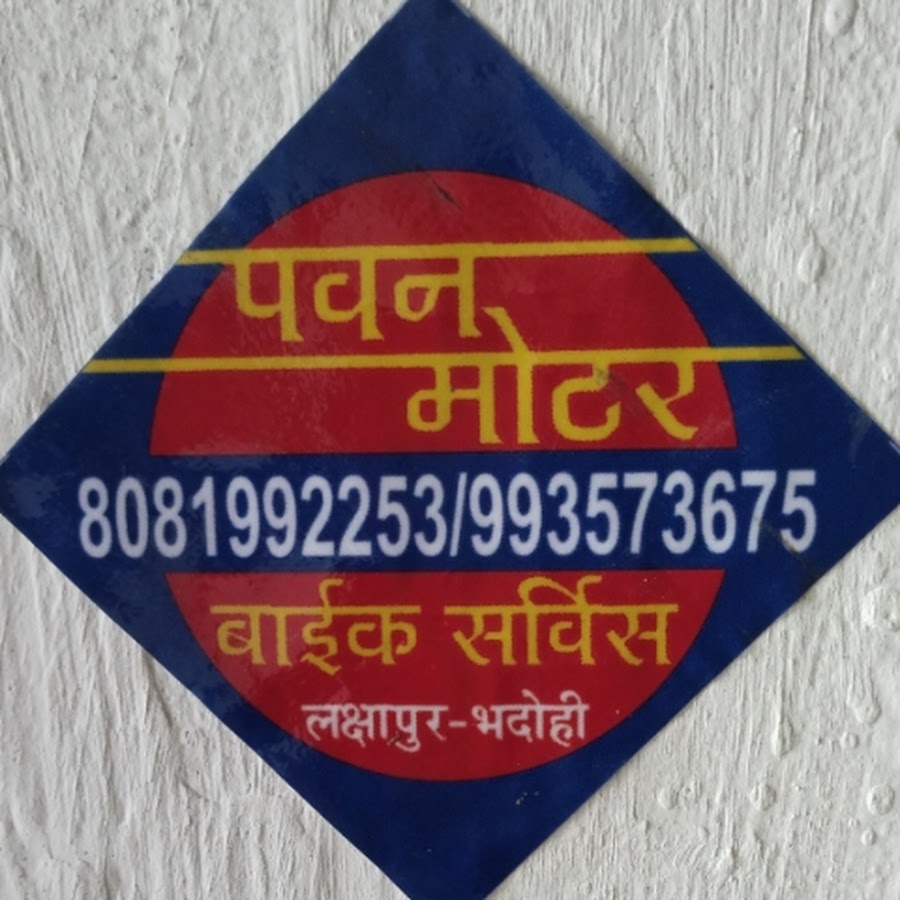 पवन
मोटर
8081992253/993573675
बाईक सर्विस
लक्षापुर-भदोही